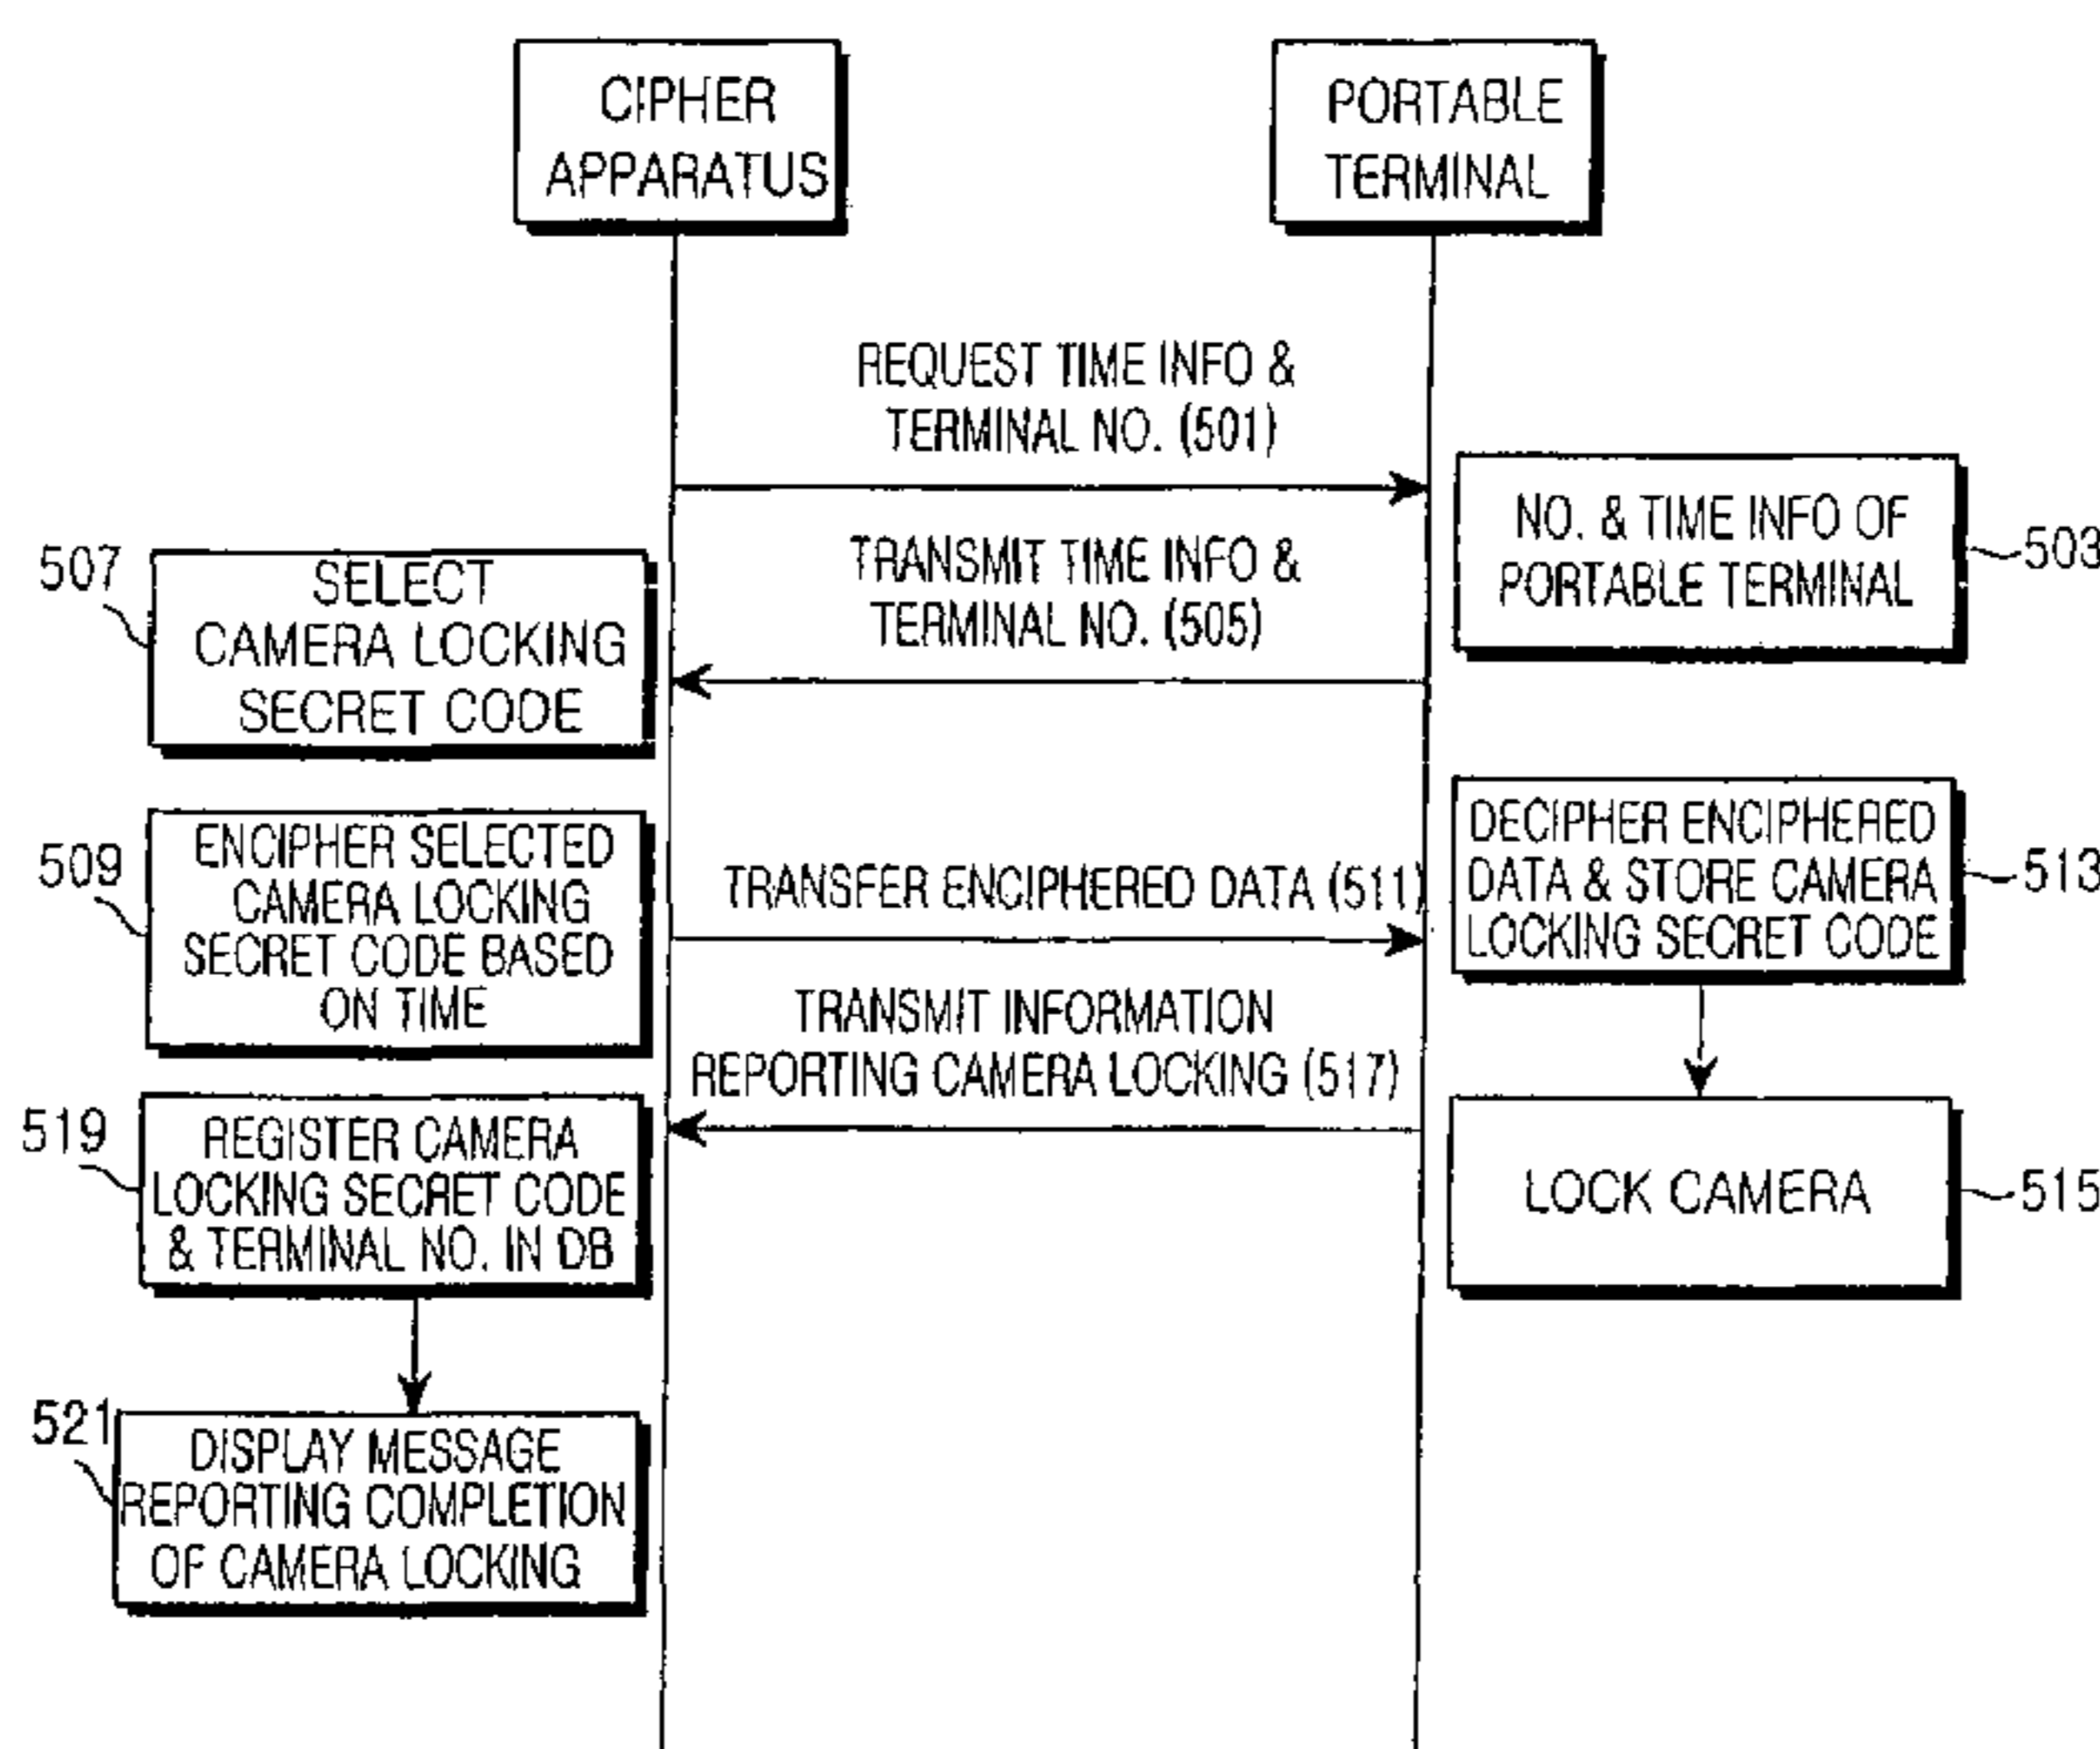 CIPHER
APPARATUS
PORTABLE
TERMINAL
REQUEST TIME INFO &
TERMINAL NO. (501)
NO. & TIME INFO OF
PORTABLE TERMINAL
503
TRANSMIT TIME INFO &
TERMINAL NO. (505)
507
SELECT
CAMERA LOCKING
SECRET CODE
509
ENCIPHER SELECTED
CAMERA LOCKING
SECRET CODE BASED
ON TIME
TRANSFER ENCIPHERED DATA (511)
DECIPHER ENCIPHERED
DATA & STORE CAMERA
LOCKING SECRET CODE
513
TRANSMIT INFORMATION
REPORTING CAMERA LOCKING (517)
LOCK CAMERA
515
519
REGISTER CAMERA
LOCKING SECRET CODE
& TERMINAL NO. IN DB
521
DISPLAY MESSAGE
REPORTING COMPLETION
OF CAMERA LOCKING